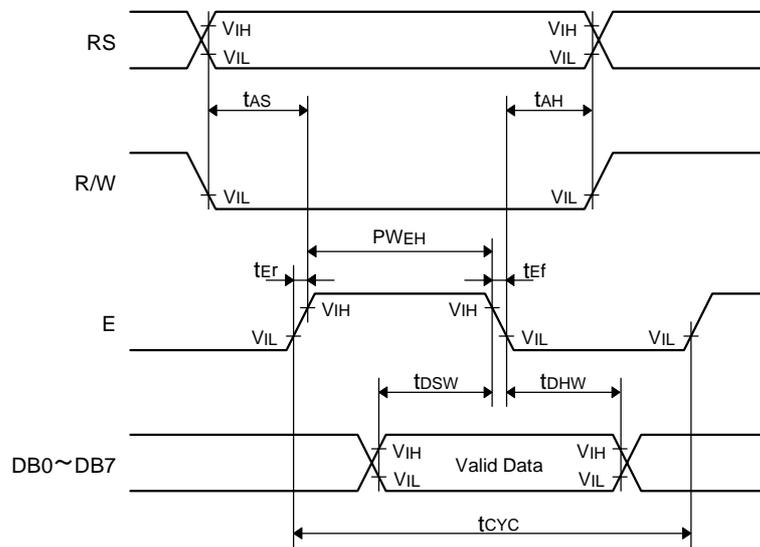 RS
VIH
VIH
VIL
VIL
tAS
tAH
R/W
VIL
VIL
PWEH
tEr
tEf
E
VIH
VIH
VIL
VIL
VIL
tDSW
tDHW
DB0～DB7
VIH
VIH
Valid Data
VIL
VIL
tCYC